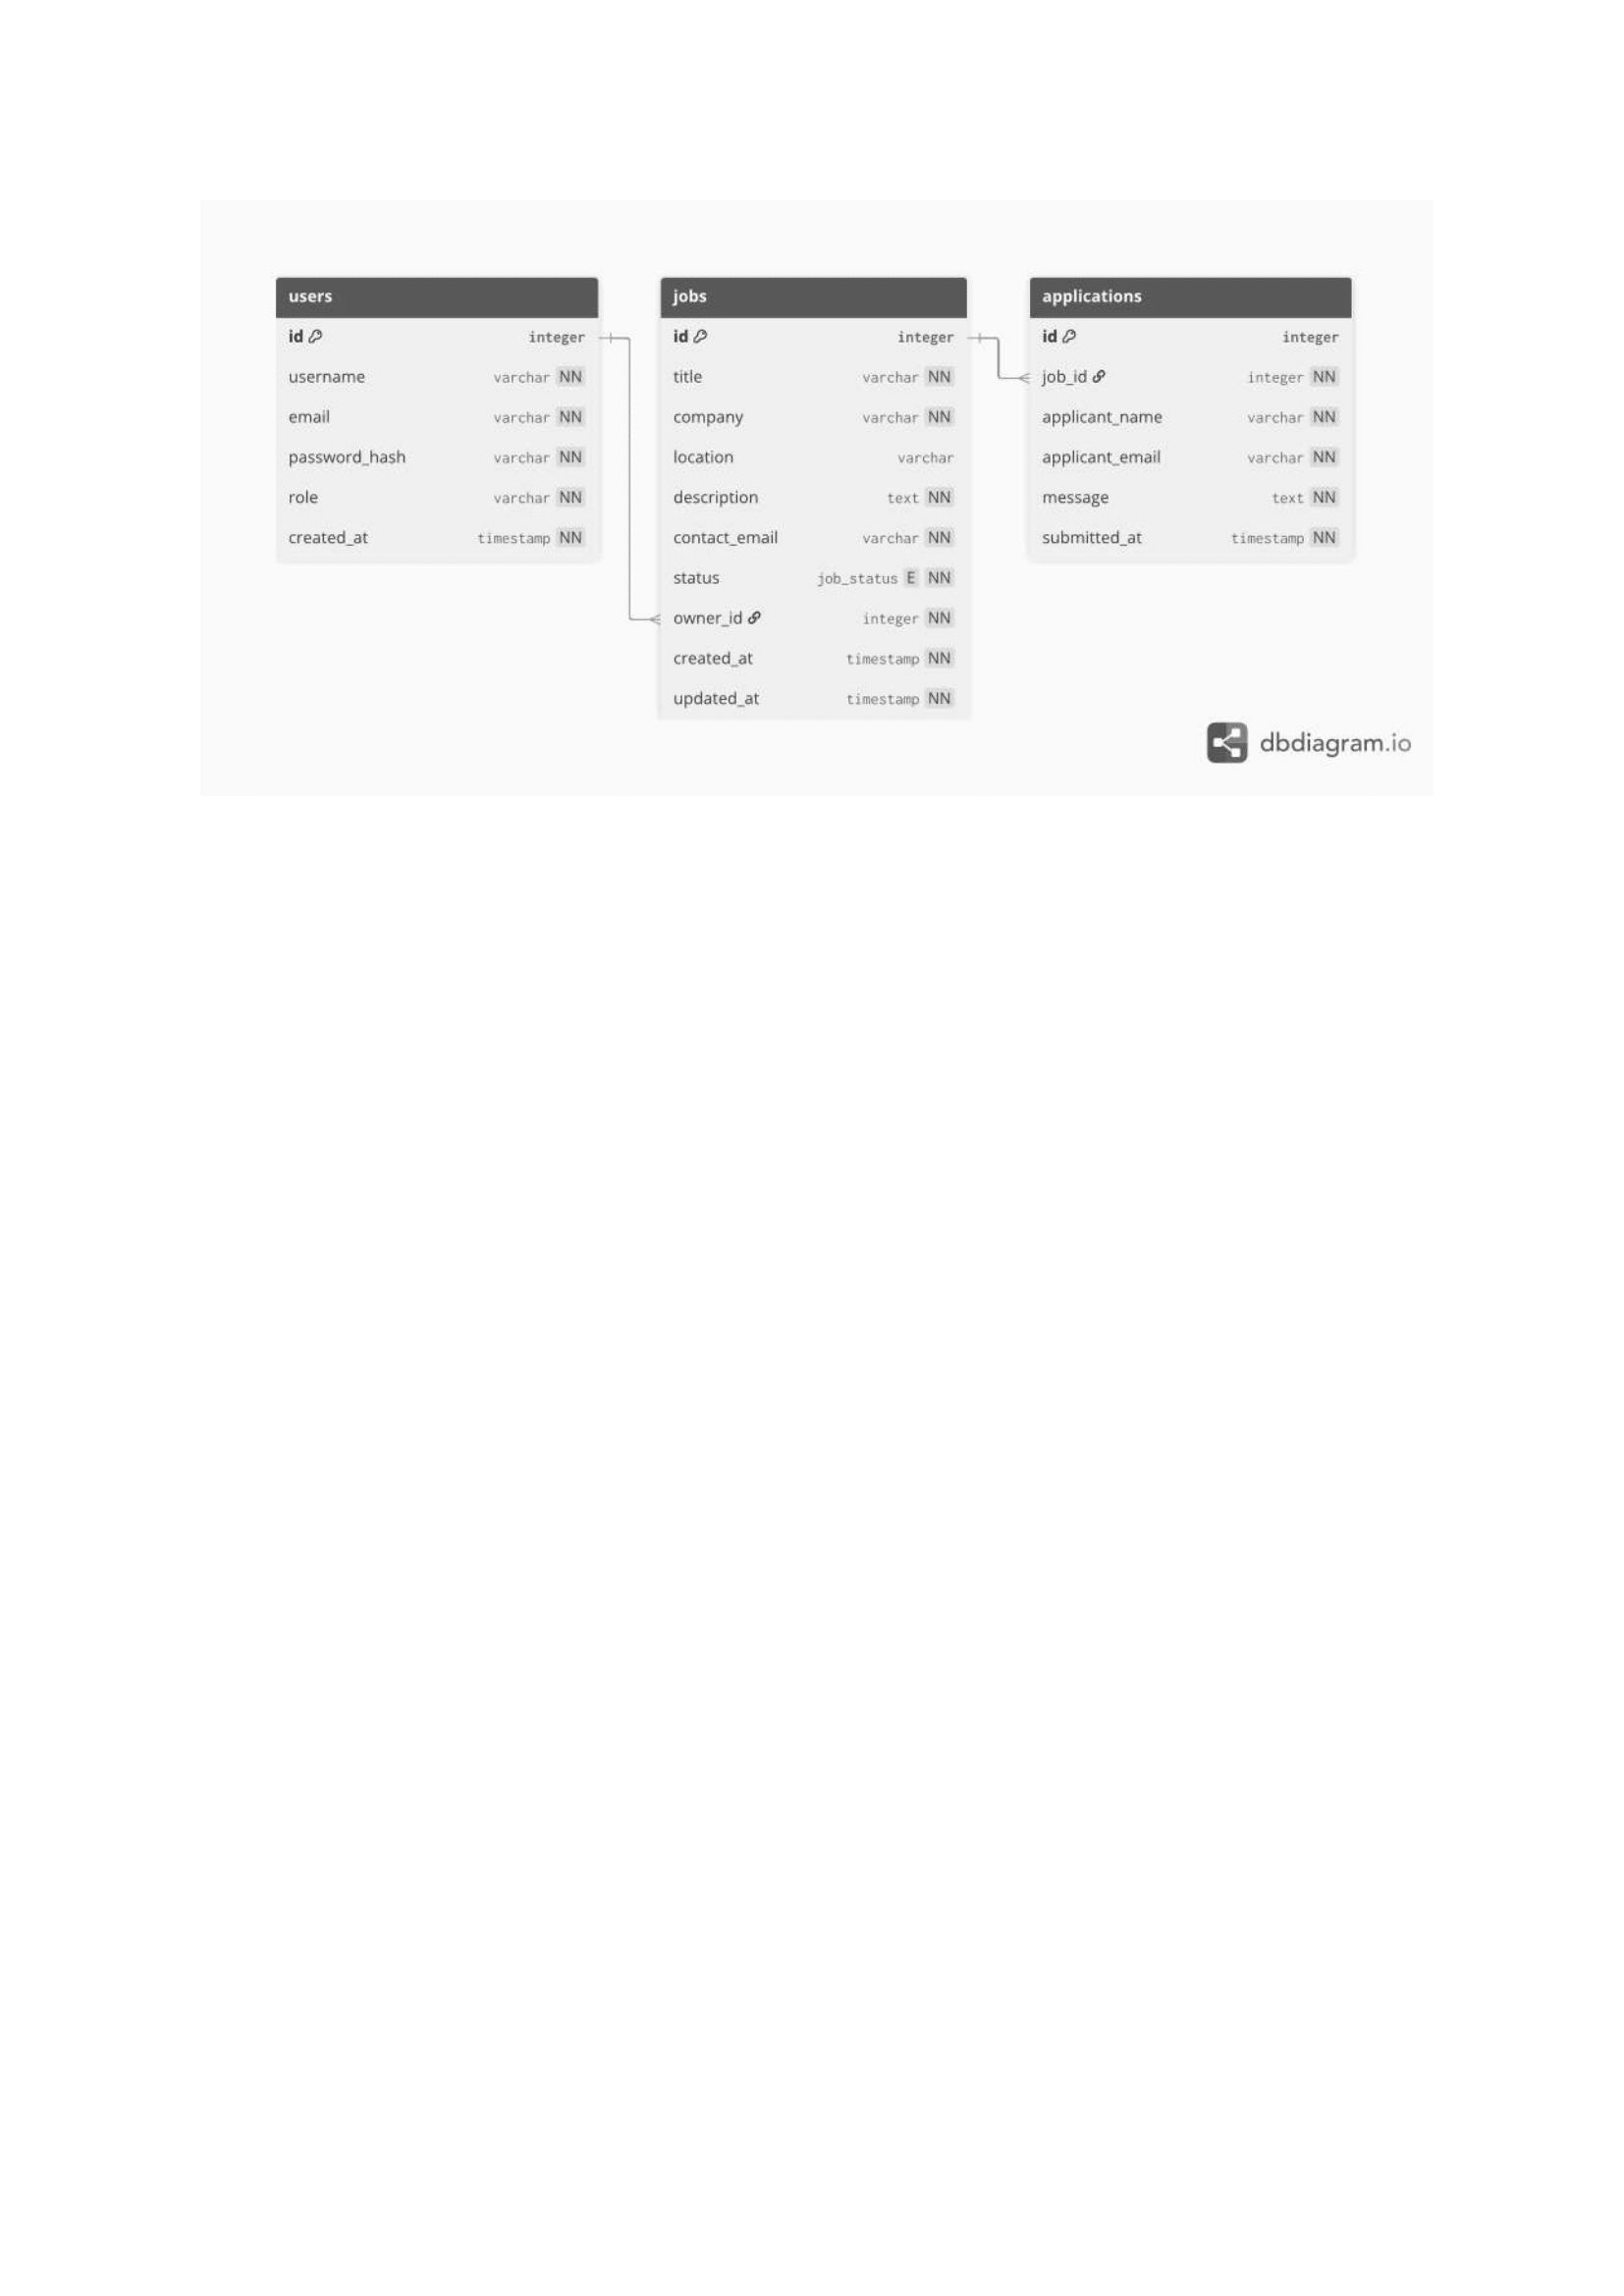 users
id integer
username varchar NN
email varchar NN
password_hash varchar NN
role varchar NN
created_at timestamp NN
jobs
id integer
title varchar NN
company varchar NN
location varchar
description text NN
contact_email varchar NN
status job_status E NN
owner_id integer NN
created_at timestamp NN
updated_at timestamp NN
applications
id integer
job_id integer NN
applicant_name varchar NN
applicant_email varchar NN
message text NN
submitted_at timestamp NN
dbdiagram.io